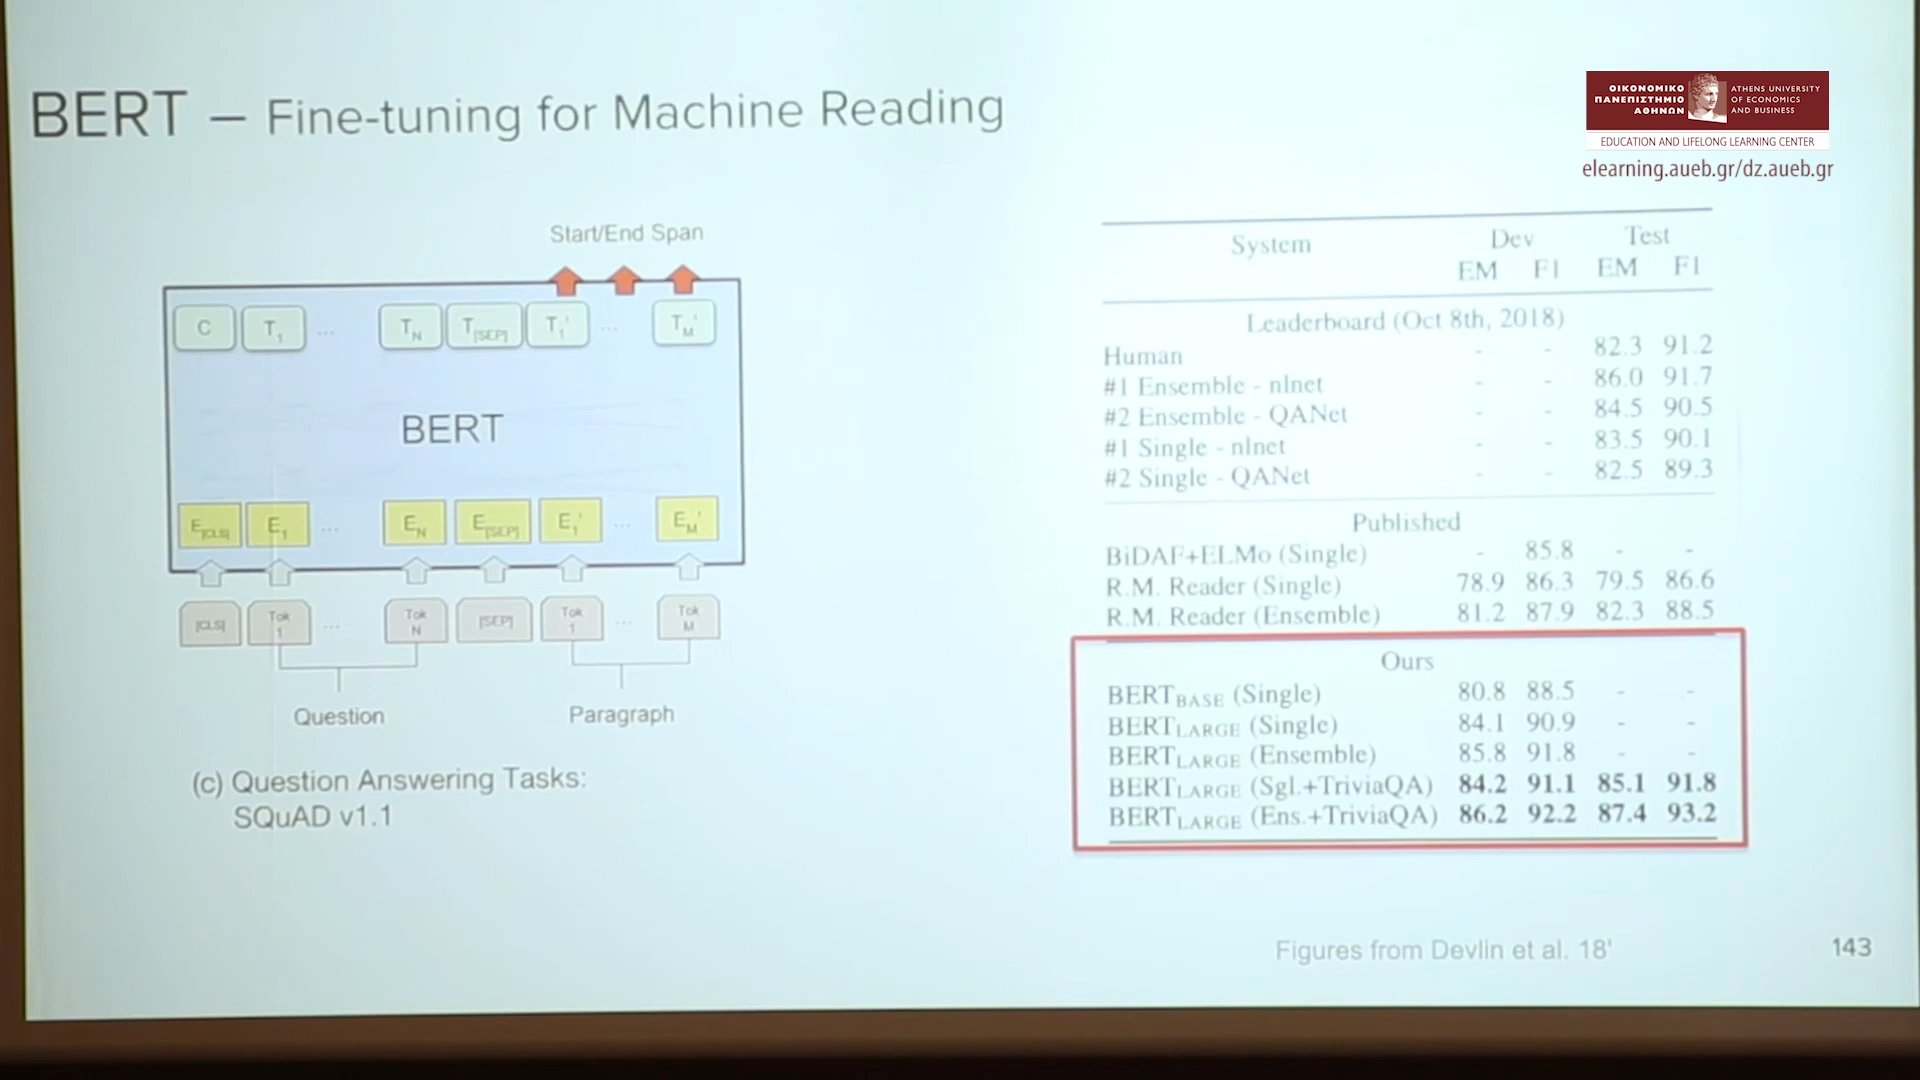 BERT — Fine-tuning for Machine Reading
ΟΙΚΟΝΟΜΙΚΟ
ΠΑΝΕΠΙΣΤΗΜΙΟ
ΑΘΗΝΩΝ
ATHENS UNIVERSITY
OF ECONOMICS
AND BUSINESS
EDUCATION AND LIFELONG LEARNING CENTER
elearning.aueb.gr/dz.aueb.gr
Start/End Span
C T1 ... TN T[SEP] T1' ... TM'
BERT
E[CLS] E1 ... EN E[SEP] E1' ... EM'
[CLS] Tok 1 ... Tok N [SEP] Tok 1 ... Tok M
Question Paragraph
(c) Question Answering Tasks:
SQuAD v1.1
System Dev Test
EM F1 EM F1
Leaderboard (Oct 8th, 2018)
Human - - 82.3 91.2
#1 Ensemble - nlnet - - 86.0 91.7
#2 Ensemble - QANet - - 84.5 90.5
#1 Single - nlnet - - 83.5 90.1
#2 Single - QANet - - 82.5 89.3
Published
BiDAF+ELMo (Single) - 85.8 - -
R.M. Reader (Single) 78.9 86.3 79.5 86.6
R.M. Reader (Ensemble) 81.2 87.9 82.3 88.5
Ours
BERTBASE (Single) 80.8 88.5 - -
BERTLARGE (Single) 84.1 90.9 - -
BERTLARGE (Ensemble) 85.8 91.8 - -
BERTLARGE (Sgl.+TriviaQA) 84.2 91.1 85.1 91.8
BERTLARGE (Ens.+TriviaQA) 86.2 92.2 87.4 93.2
Figures from Devlin et al. 18'
143